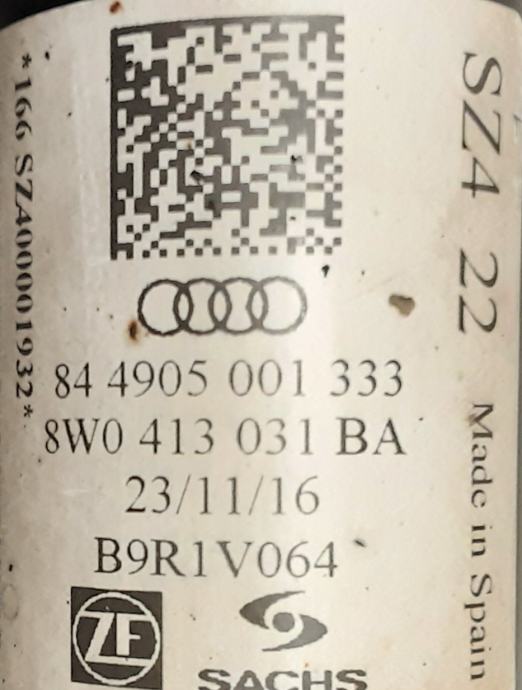 *166 SZ400001932*
84 4905 001 333
8W0 413 031 BA
23/11/16
B9R1V064
ZF
SACHS
SZ4 22
Made in Spain